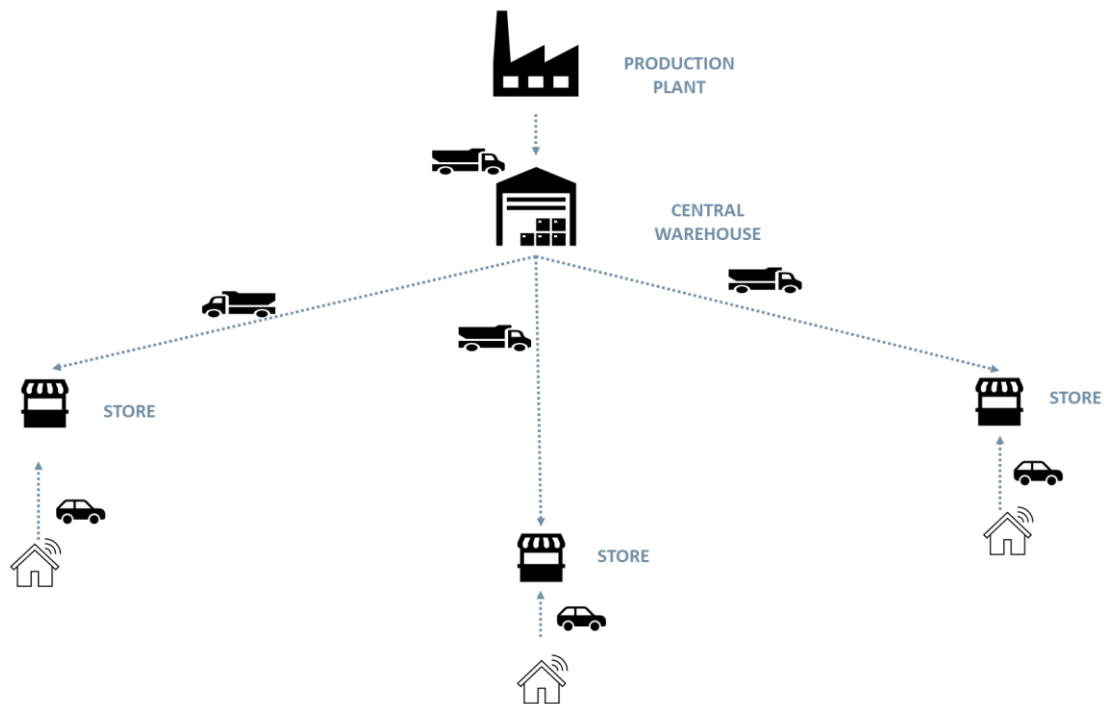 PRODUCTION
PLANT
CENTRAL
WAREHOUSE
STORE
STORE
STORE